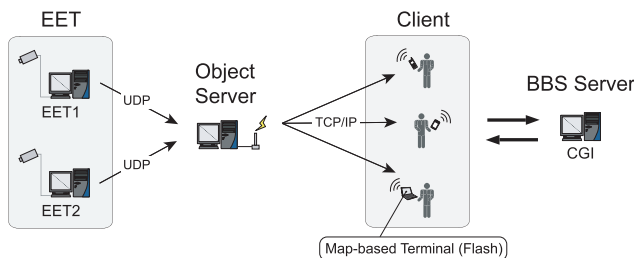 EET
EET1
EET2
UDP
UDP
Object
Server
Client
TCP/IP
Map-based Terminal (Flash)
BBS Server
CGI